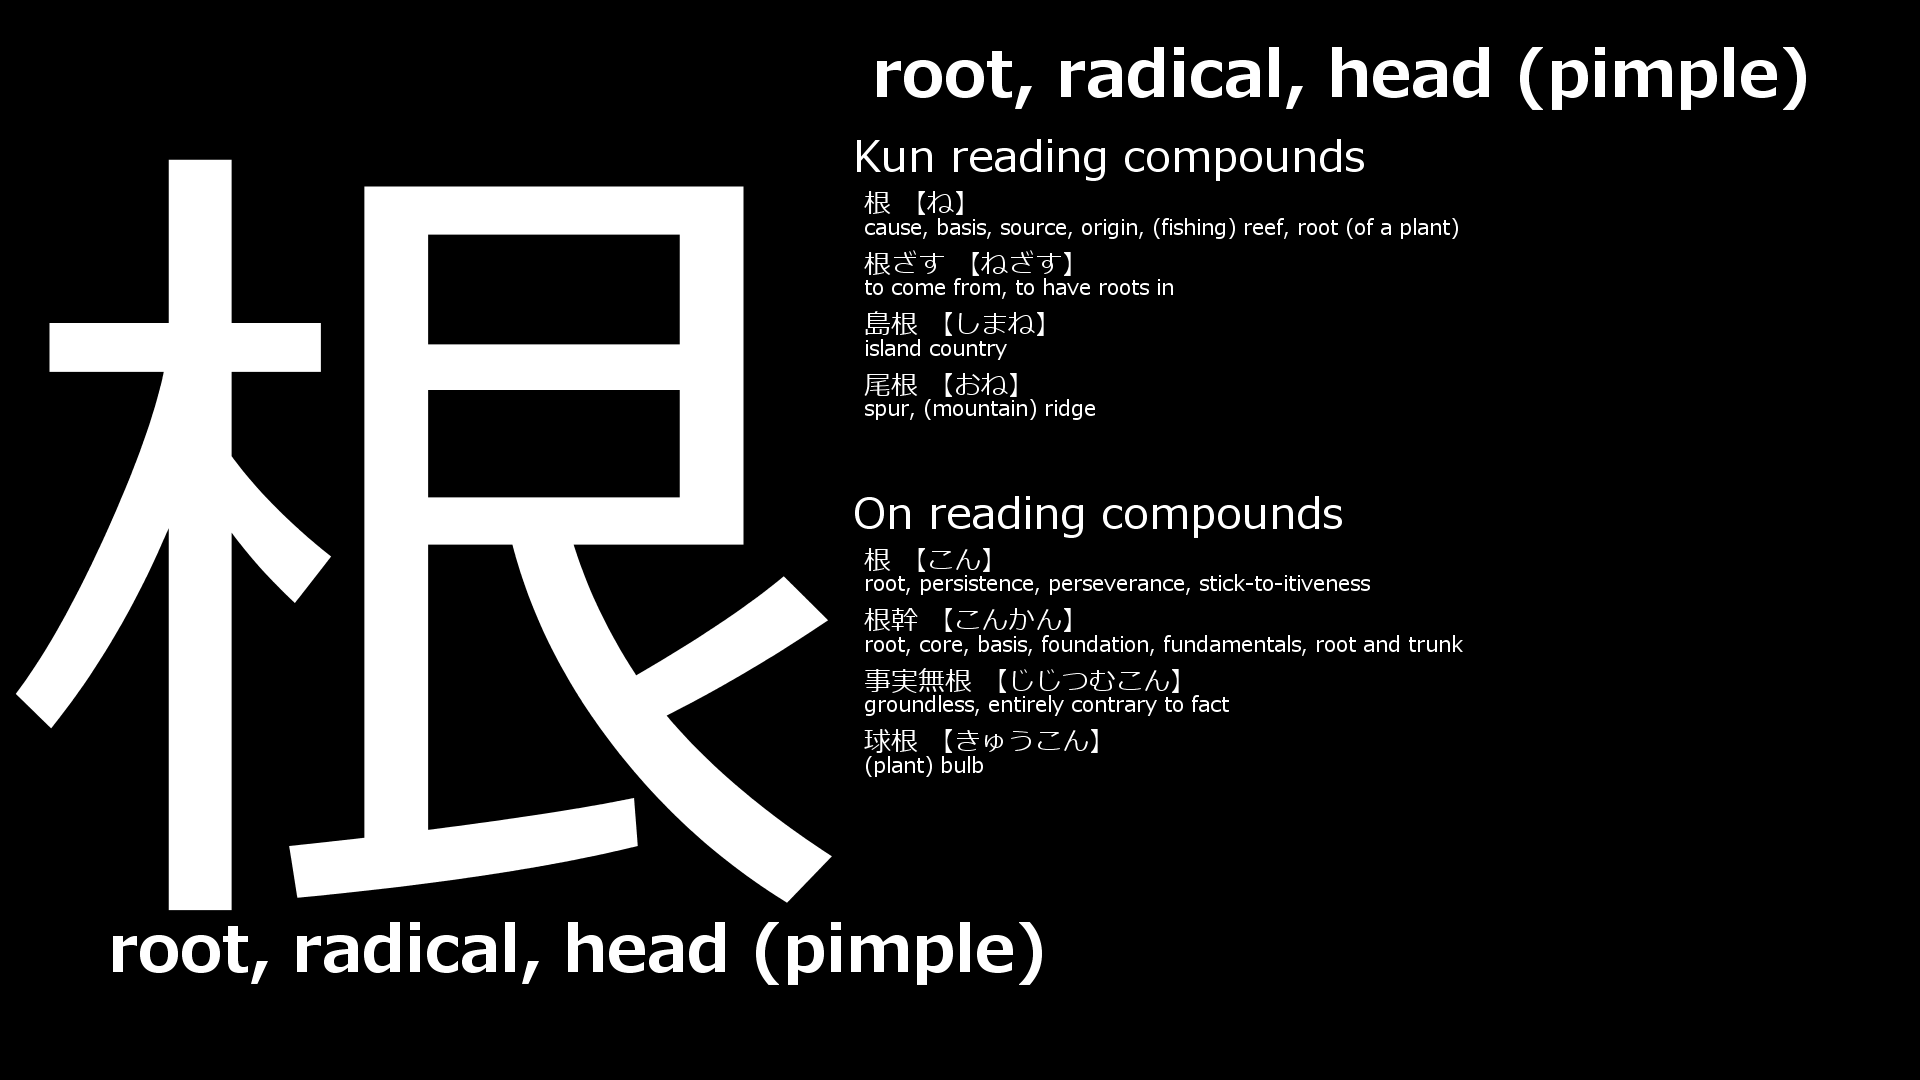 root, radical, head (pimple)
根
Kun reading compounds
根 【ね】
cause, basis, source, origin, (fishing) reef, root (of a plant)
根ざす 【ねざす】
to come from, to have roots in
島根 【しまね】
island country
尾根 【おね】
spur, (mountain) ridge
On reading compounds
根 【こん】
root, persistence, perseverance, stick-to-itiveness
根幹 【こんかん】
root, core, basis, foundation, fundamentals, root and trunk
事実無根 【じじつむこん】
groundless, entirely contrary to fact
球根 【きゅうこん】
(plant) bulb
root, radical, head (pimple)